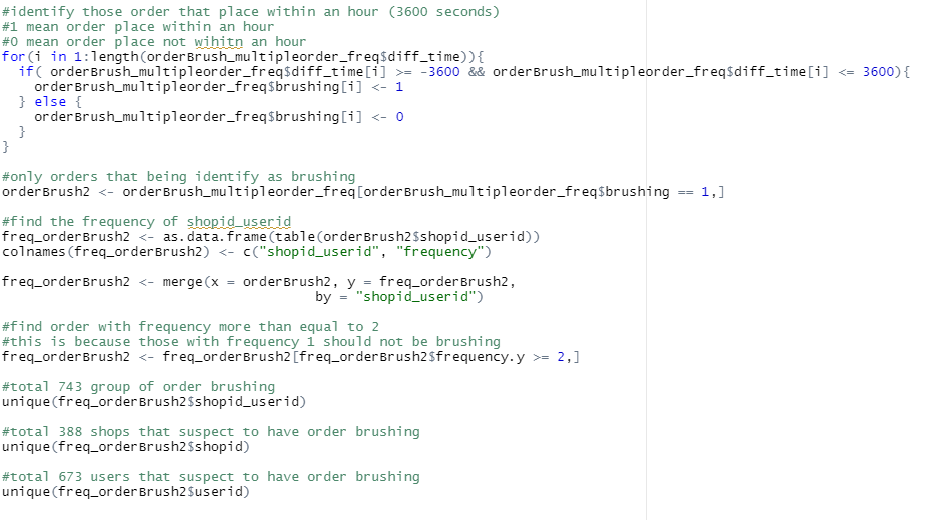 #identify those order that place within an hour (3600 seconds)
#1 mean order place within an hour
#0 mean order place not wihitn an hour
for(i in 1:length(orderBrush_multipleorder_freq$diff_time)){
  if( orderBrush_multipleorder_freq$diff_time[i] >= -3600 && orderBrush_multipleorder_freq$diff_time[i] <= 3600){
    orderBrush_multipleorder_freq$brushing[i] <- 1
  } else {
    orderBrush_multipleorder_freq$brushing[i] <- 0
  }
}

#only orders that being identify as brushing
orderBrush2 <- orderBrush_multipleorder_freq[orderBrush_multipleorder_freq$brushing == 1,]

#find the frequency of shopid_userid
freq_orderBrush2 <- as.data.frame(table(orderBrush2$shopid_userid))
colnames(freq_orderBrush2) <- c("shopid_userid", "frequency")

freq_orderBrush2 <- merge(x = orderBrush2, y = freq_orderBrush2,
                                        by = "shopid_userid")

#find order with frequency more than equal to 2
#this is because those with frequency 1 should not be brushing
freq_orderBrush2 <- freq_orderBrush2[freq_orderBrush2$frequency.y >= 2,]

#total 743 group of order brushing
unique(freq_orderBrush2$shopid_userid)

#total 388 shops that suspect to have order brushing
unique(freq_orderBrush2$shopid)

#total 673 users that suspect to have order brushing
unique(freq_orderBrush2$userid)